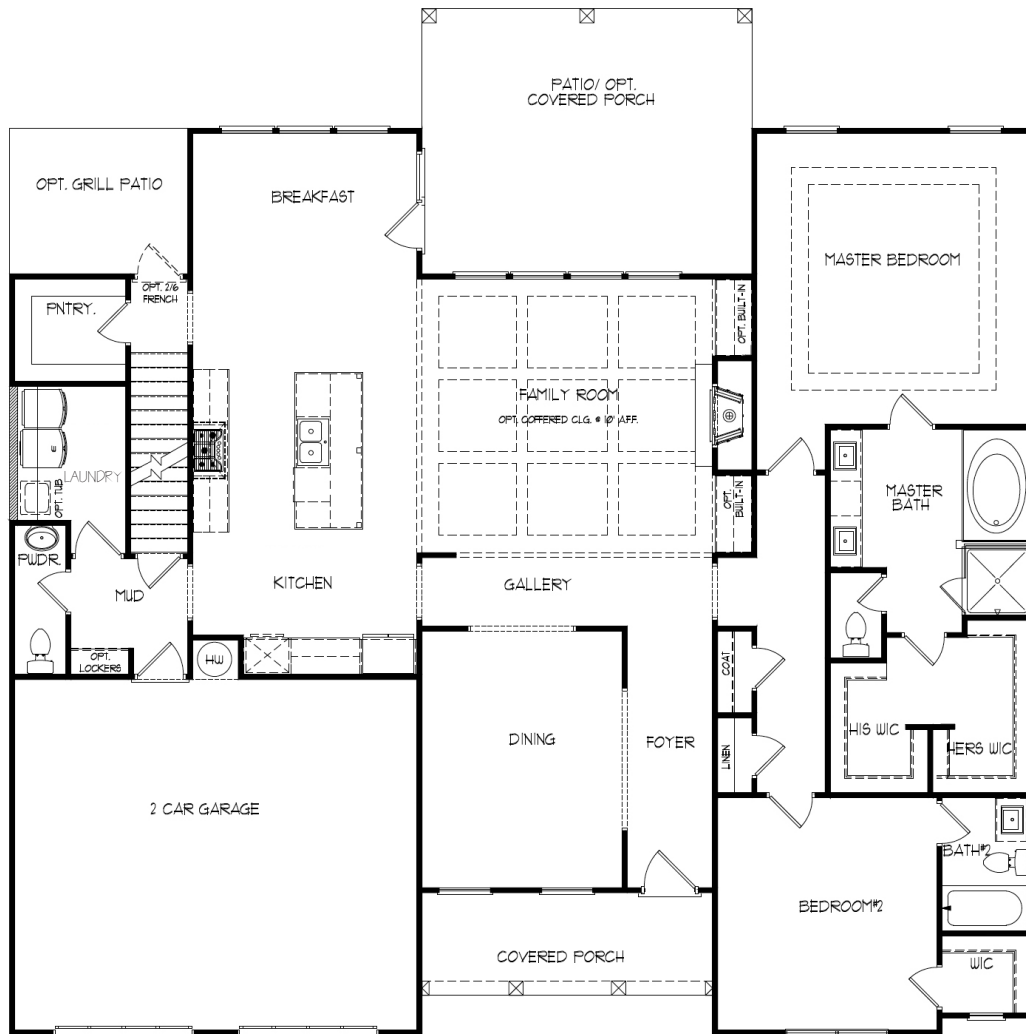 PATIO/ OPT.
COVERED PORCH
OPT. GRILL PATIO
BREAKFAST
MASTER BEDROOM
OPT. 2/6
FRENCH
PNTRY.
OPT. BUILT-IN
FAMILY ROOM
OPT. COFFERED CLG. @ 10' A.F.F.
LAUNDRY
OPT. TUB
OPT.
BUILT-IN
MASTER
BATH
PWDR.
MUD
KITCHEN
GALLERY
OPT.
LOCKERS
HW
COAT
DINING
FOYER
LINEN
HIS WIC
HERS WIC
2 CAR GARAGE
BATH#2
BEDROOM#2
COVERED PORCH
WIC